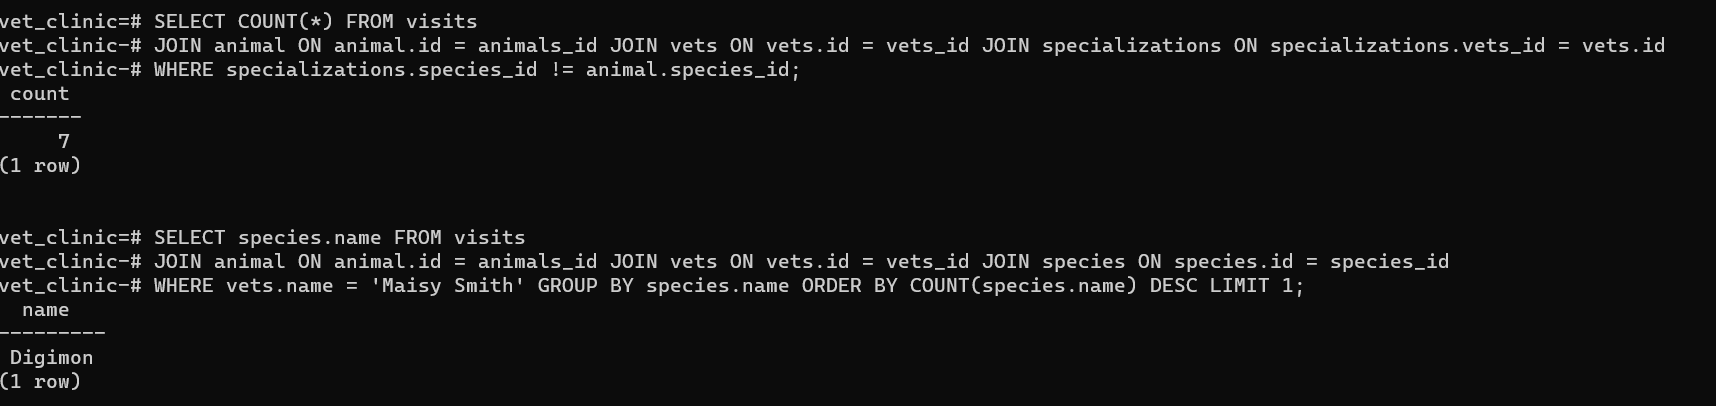 vet_clinic=# SELECT COUNT(*) FROM visits
vet_clinic-# JOIN animal ON animal.id = animals_id JOIN vets ON vets.id = vets_id JOIN specializations ON specializations.vets_id = vets.id
vet_clinic-# WHERE specializations.species_id != animal.species_id;
 count
-------
     7
(1 row)
vet_clinic=# SELECT species.name FROM visits
vet_clinic-# JOIN animal ON animal.id = animals_id JOIN vets ON vets.id = vets_id JOIN species ON species.id = species_id
vet_clinic-# WHERE vets.name = 'Maisy Smith' GROUP BY species.name ORDER BY COUNT(species.name) DESC LIMIT 1;
  name
---------
 Digimon
(1 row)